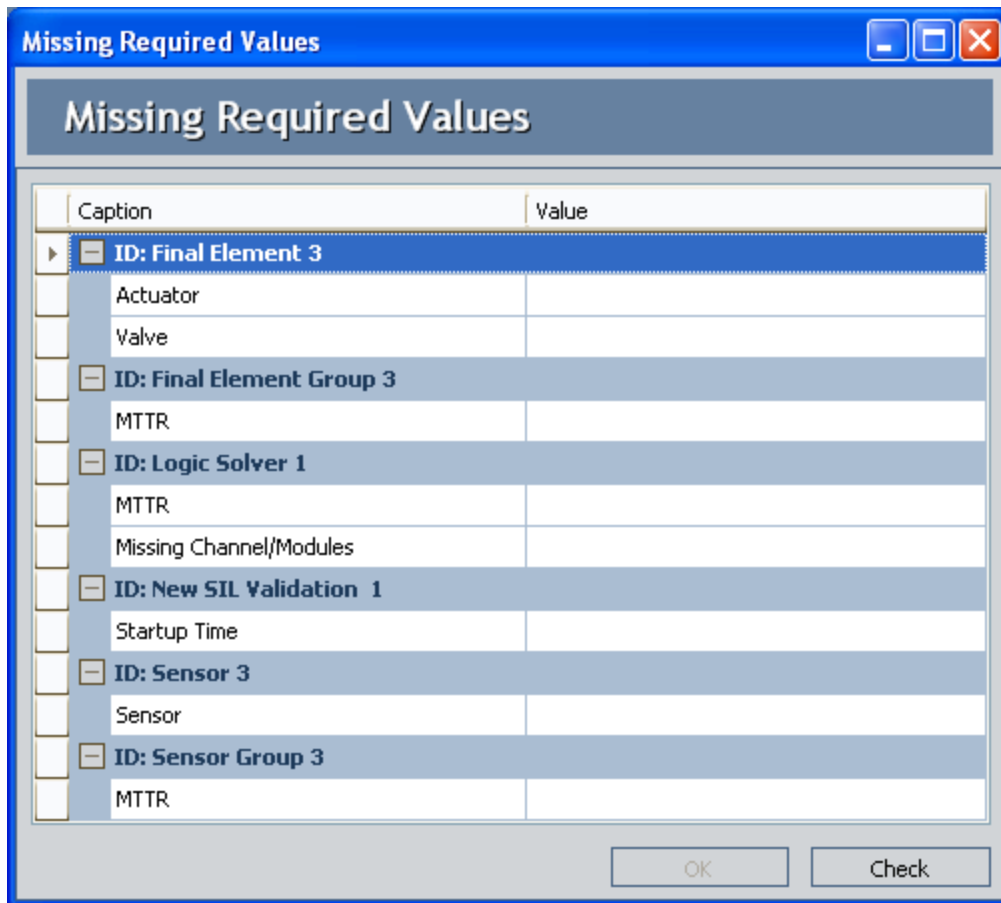 Missing Required Values
Missing Required Values
Caption Value
ID: Final Element 3
Actuator
Valve
ID: Final Element Group 3
MTTR
ID: Logic Solver 1
MTTR
Missing Channel/Modules
ID: New SIL Validation  1
Startup Time
ID: Sensor 3
Sensor
ID: Sensor Group 3
MTTR
OK Check